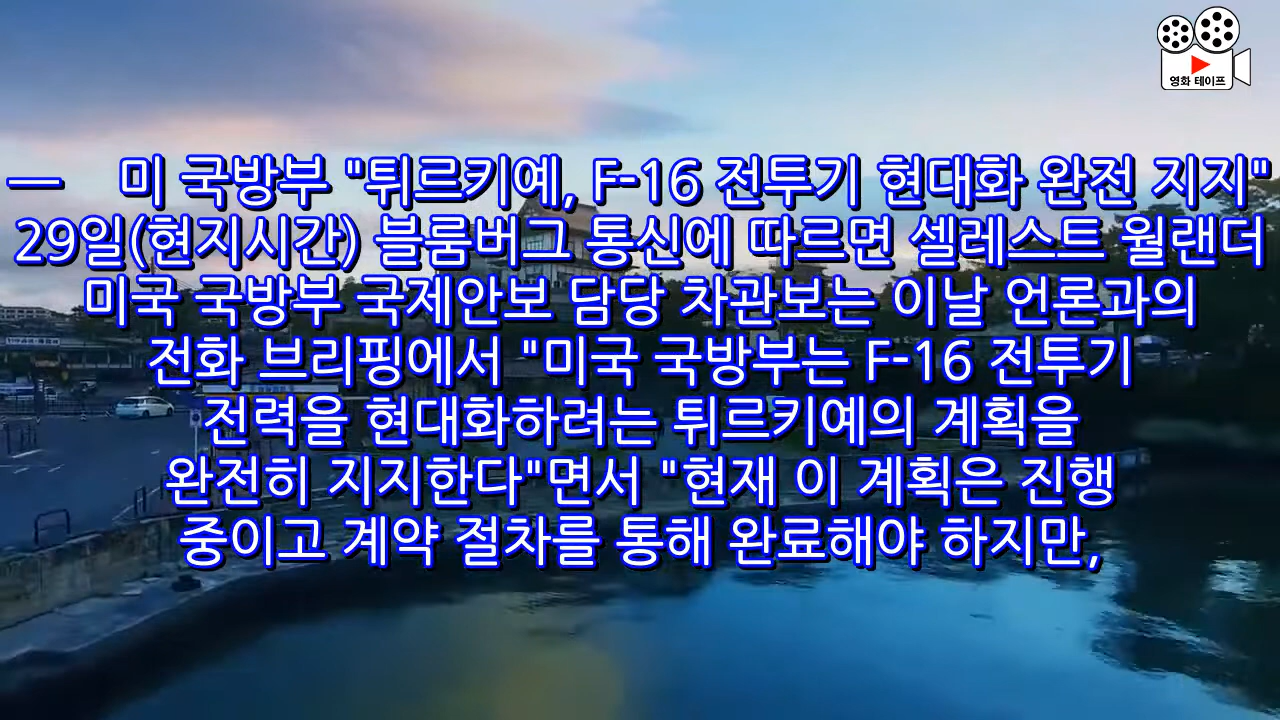 영화 테이프
— 미 국방부 "튀르키예, F-16 전투기 현대화 완전 지지"
29일(현지시간) 블룸버그 통신에 따르면 셀레스트 월랜더
미국 국방부 국제안보 담당 차관보는 이날 언론과의
전화 브리핑에서 "미국 국방부는 F-16 전투기
전력을 현대화하려는 튀르키예의 계획을
완전히 지지한다"면서 "현재 이 계획은 진행
중이고 계약 절차를 통해 완료해야 하지만,